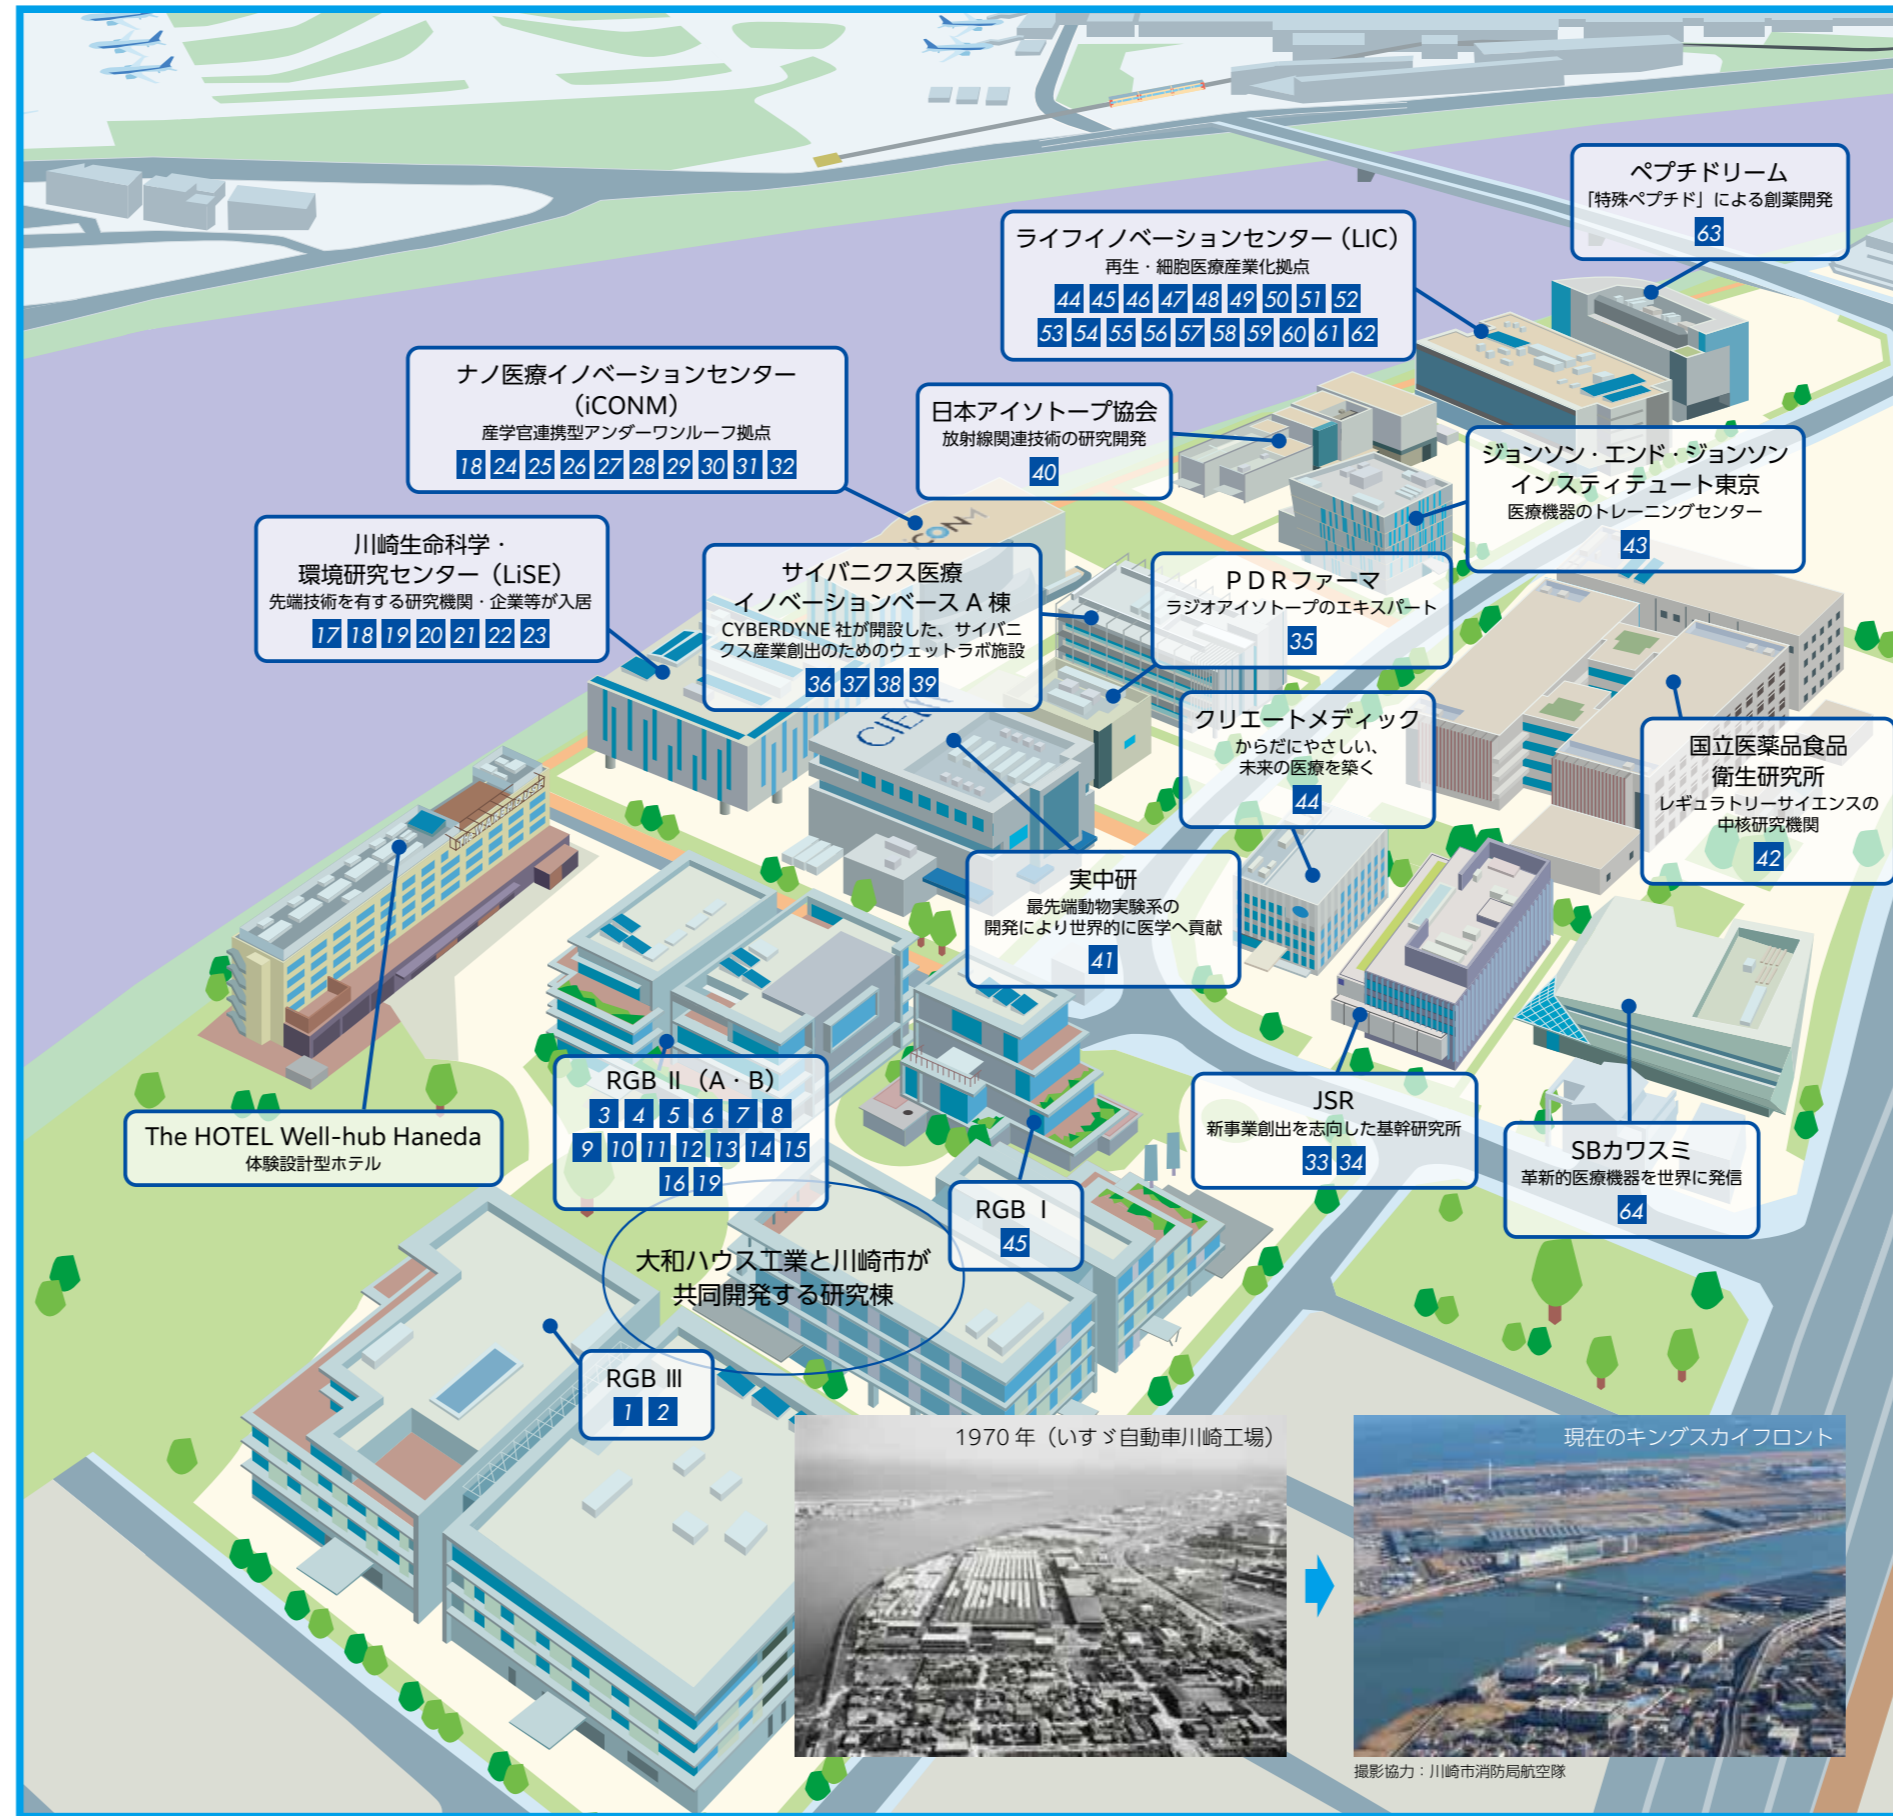 ペプチドリーム
「特殊ペプチド」による創薬開発
63
ライフイノベーションセンター（LIC）
再生・細胞医療産業化拠点
44 45 46 47 48 49 50 51 52
53 54 55 56 57 58 59 60 61 62
ナノ医療イノベーションセンター
（iCONM）
産学官連携型アンダーワンルーフ拠点
18 24 25 26 27 28 29 30 31 32
日本アイソトープ協会
放射線関連技術の研究開発
40
ジョンソン・エンド・ジョンソン
インスティテュート東京
医療機器のトレーニングセンター
43
iCONM
川崎生命科学・
環境研究センター（LiSE）
先端技術を有する研究機関・企業等が入居
17 18 19 20 21 22 23
サイバニクス医療
イノベーションベース A 棟
CYBERDYNE 社が開設した、サイバニ
クス産業創出のためのウェットラボ施設
36 37 38 39
PDRファーマ
ラジオアイソトープのエキスパート
35
CIEM
クリエートメディック
からだにやさしい、
未来の医療を築く
44
国立医薬品食品
衛生研究所
レギュラトリーサイエンスの
中核研究機関
42
実中研
最先端動物実験系の
開発により世界的に医学へ貢献
41
The HOTEL Well-hub Haneda
体験設計型ホテル
RGB Ⅱ（A・B）
3 4 5 6 7 8
9 10 11 12 13 14 15
16 19
JSR
新事業創出を志向した基幹研究所
33 34
SBカワスミ
革新的医療機器を世界に発信
64
RGB Ⅰ
45
大和ハウス工業と川崎市が
共同開発する研究棟
RGB Ⅲ
1 2
1970 年（いすゞ自動車川崎工場）
現在のキングスカイフロント
撮影協力：川崎市消防局航空隊